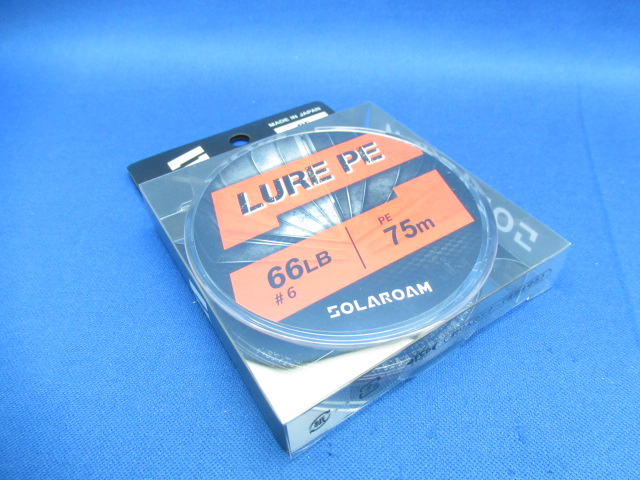 MADE IN JAPAN
LURE PE
66LB
#6
PE
75m
SOLAROAM